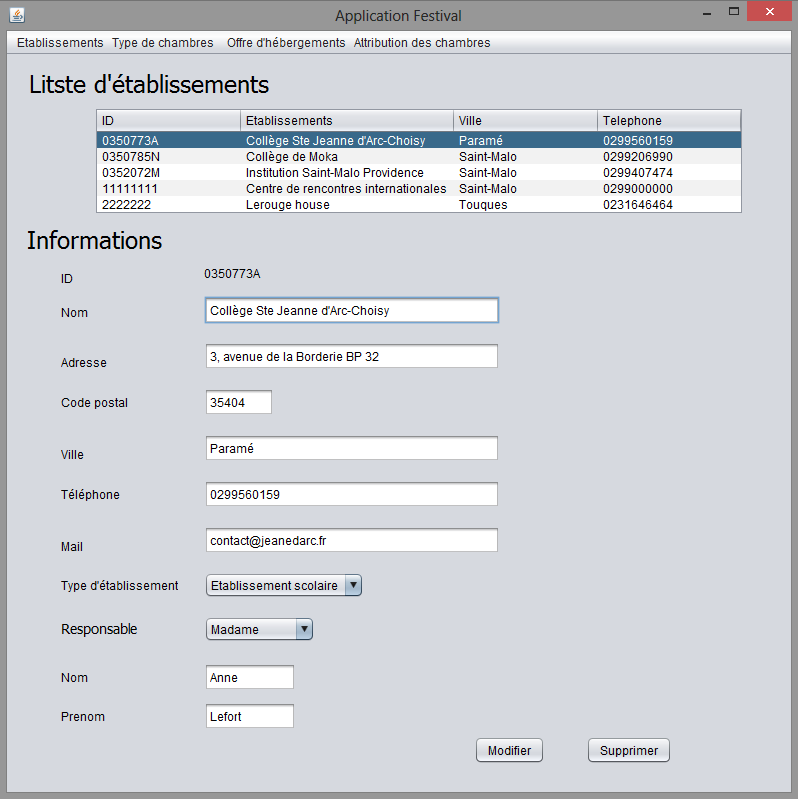 Application Festival
Etablissements Type de chambres Offre d'hébergements Attribution des chambres
Litste d'établissements
ID Etablissements Ville Telephone
0350773A Collège Ste Jeanne d'Arc-Choisy Paramé 0299560159
0350785N Collège de Moka Saint-Malo 0299206990
0352072M Institution Saint-Malo Providence Saint-Malo 0299407474
11111111 Centre de rencontres internationales Saint-Malo 0299000000
2222222 Lerouge house Touques 0231646464
Informations
ID 0350773A
Nom Collège Ste Jeanne d'Arc-Choisy
Adresse 3, avenue de la Borderie BP 32
Code postal 35404
Ville Paramé
Téléphone 0299560159
Mail contact@jeanedarc.fr
Type d'établissement Etablissement scolaire
Responsable Madame
Nom Anne
Prenom Lefort
Modifier Supprimer